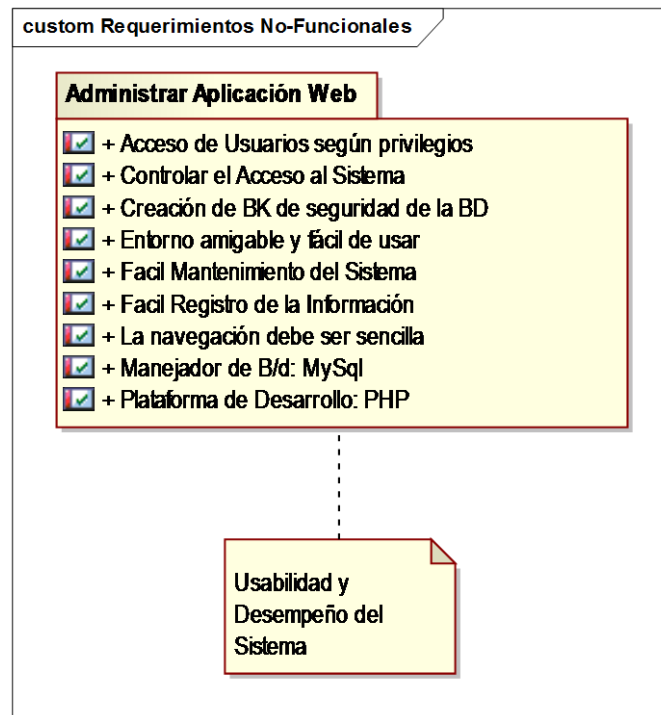 custom Requerimientos No-Funcionales
Administrar Aplicación Web
+ Acceso de Usuarios según privilegios
+ Controlar el Acceso al Sistema
+ Creación de BK de seguridad de la BD
+ Entorno amigable y fácil de usar
+ Facil Mantenimiento del Sistema
+ Facil Registro de la Información
+ La navegación debe ser sencilla
+ Manejador de B/d: MySql
+ Plataforma de Desarrollo: PHP
Usabilidad y
Desempeño del
Sistema